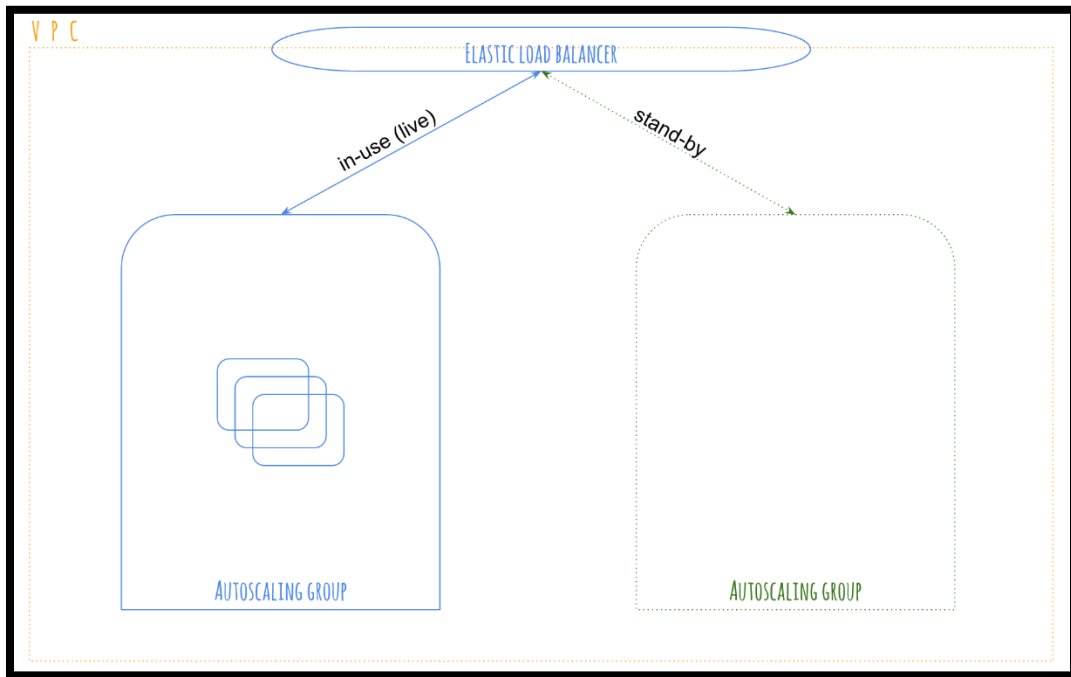 V P C
ELASTIC LOAD BALANCER
in-use (live)
stand-by
AUTOSCALING GROUP
AUTOSCALING GROUP